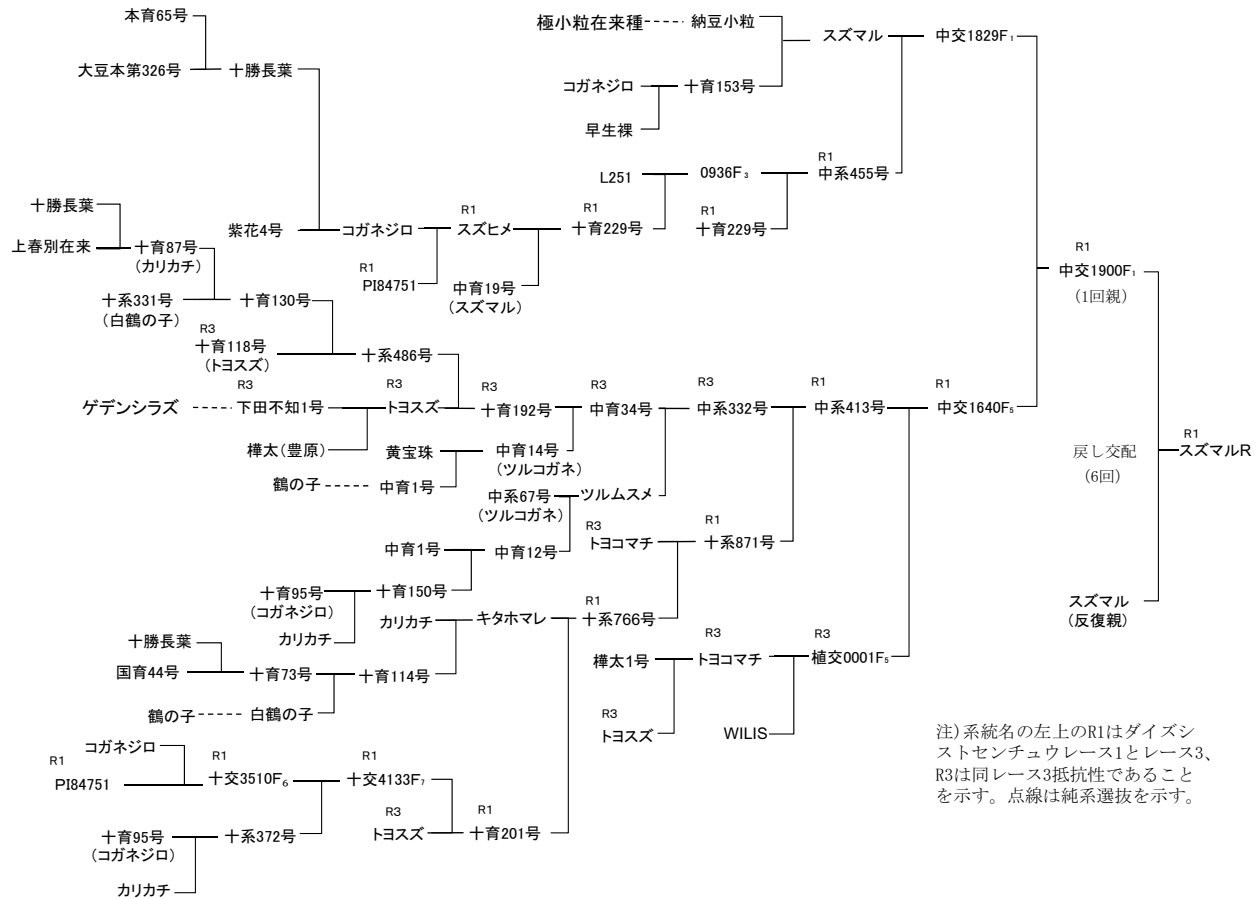 本育65号
大豆本第326号
十勝長葉
極小粒在来種
納豆小粒
スズマル
中交1829F₁
コガネジロ
十育153号
早生裸
L251
0936F₃
R1
中系455号
十勝長葉
上春別在来
十育87号
(カリカチ)
紫花4号
コガネジロ
R1
スズヒメ
R1
十育229号
R1
十育229号
R1
PI84751
中育19号
(スズマル)
R1
中交1900F₁
(1回親)
十系331号
(白鶴の子)
十育130号
R3
十育118号
(トヨスズ)
十系486号
ゲデンシラズ
R3
下田不知1号
R3
トヨスズ
R3
十育192号
R3
中育34号
R3
中系332号
R1
中系413号
R1
中交1640F₅
樺太(豊原)
黄宝珠
中育14号
(ツルコガネ)
鶴の子
中育1号
戻し交配
(6回)
R1
スズマルR
中系67号
(ツルコガネ)
ツルムスメ
R3
トヨコマチ
R1
十系871号
中育1号
中育12号
十育95号
(コガネジロ)
十育150号
カリカチ
スズマル
(反復親)
カリカチ
キタホマレ
R1
十系766号
十勝長葉
国育44号
十育73号
十育114号
鶴の子
白鶴の子
樺太1号
R3
トヨコマチ
R3
植交0001F₅
R3
トヨスズ
WILIS
コガネジロ
R1
PI84751
R1
十交3510F₆
R1
十交4133F₇
R3
トヨスズ
R1
十育201号
十育95号
(コガネジロ)
十系372号
カリカチ
注)系統名の左上のR1はダイズシ
ストセンチュウレース1とレース3、
R3は同レース3抵抗性であること
を示す。点線は純系選抜を示す。